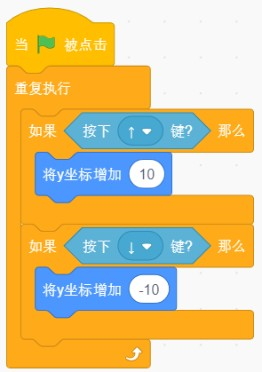 当 被点击
重复执行
如果 按下 ↑ 键? 那么
将y坐标增加 10
如果 按下 ↓ 键? 那么
将y坐标增加 -10